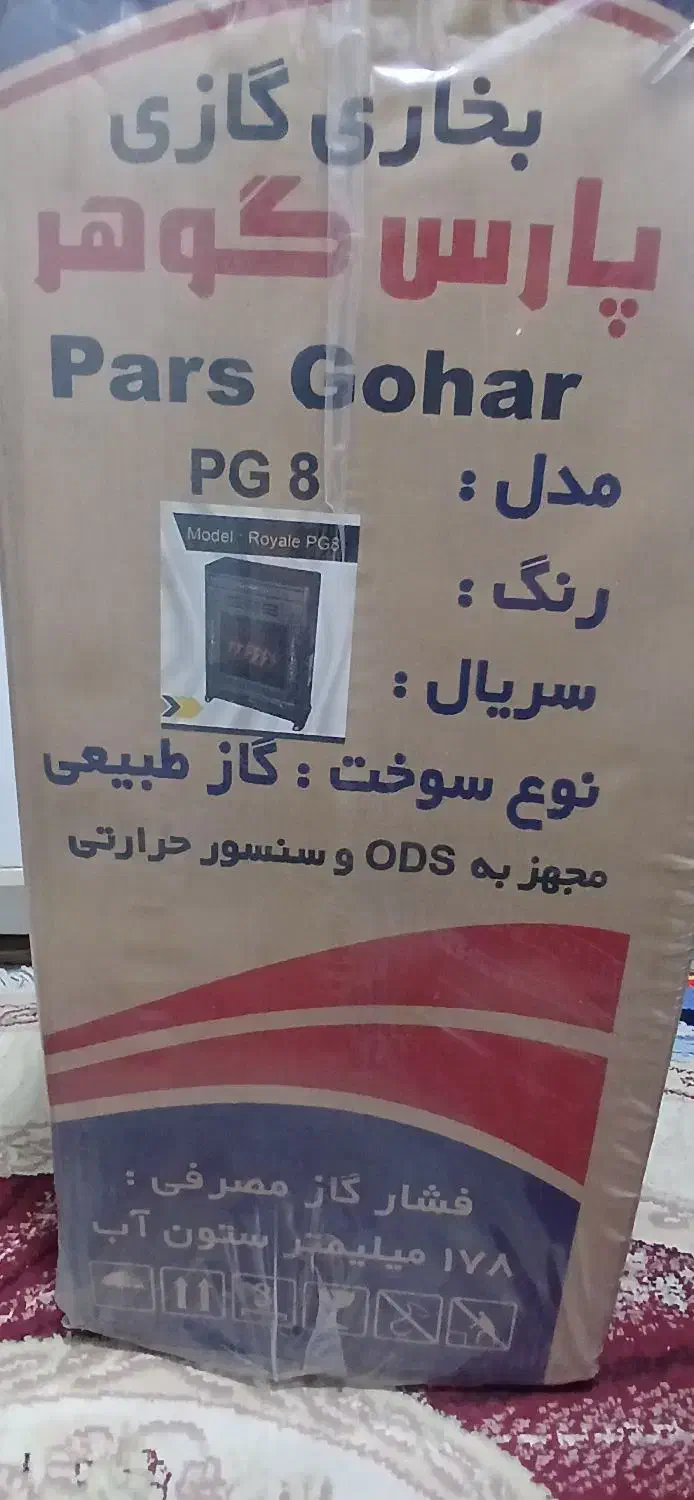 بخاری گازی
پارس گوهر
Pars Gohar
مدل : PG 8
Model : Royale PG8
رنگ :
سریال :
نوع سوخت : گاز طبیعی
مجهز به ODS و سنسور حرارتی
فشار گاز مصرفی :
۱۷۸ میلیمتر ستون آب